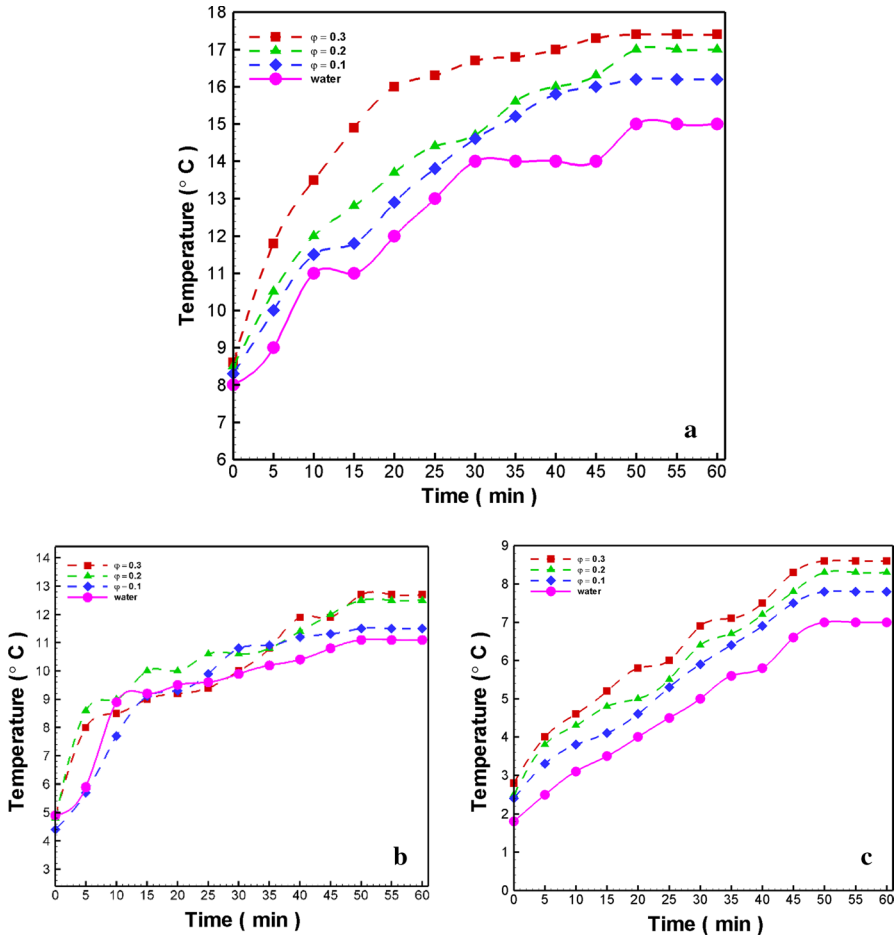 18
17
16
15
14
13
12
11
10
9
8
7
6
Temperature (° C )
φ = 0.3
φ = 0.2
φ = 0.1
water
a
0 5 10 15 20 25 30 35 40 45 50 55 60
Time ( min )
14
13
12
11
10
9
8
7
6
5
4
3
Temperature (° C )
φ = 0.3
φ = 0.2
φ = 0.1
water
b
0 5 10 15 20 25 30 35 40 45 50 55 60
Time ( min )
9
8
7
6
5
4
3
2
1
0
Temperature (° C )
φ = 0.3
φ = 0.2
φ = 0.1
water
c
0 5 10 15 20 25 30 35 40 45 50 55 60
Time ( min )